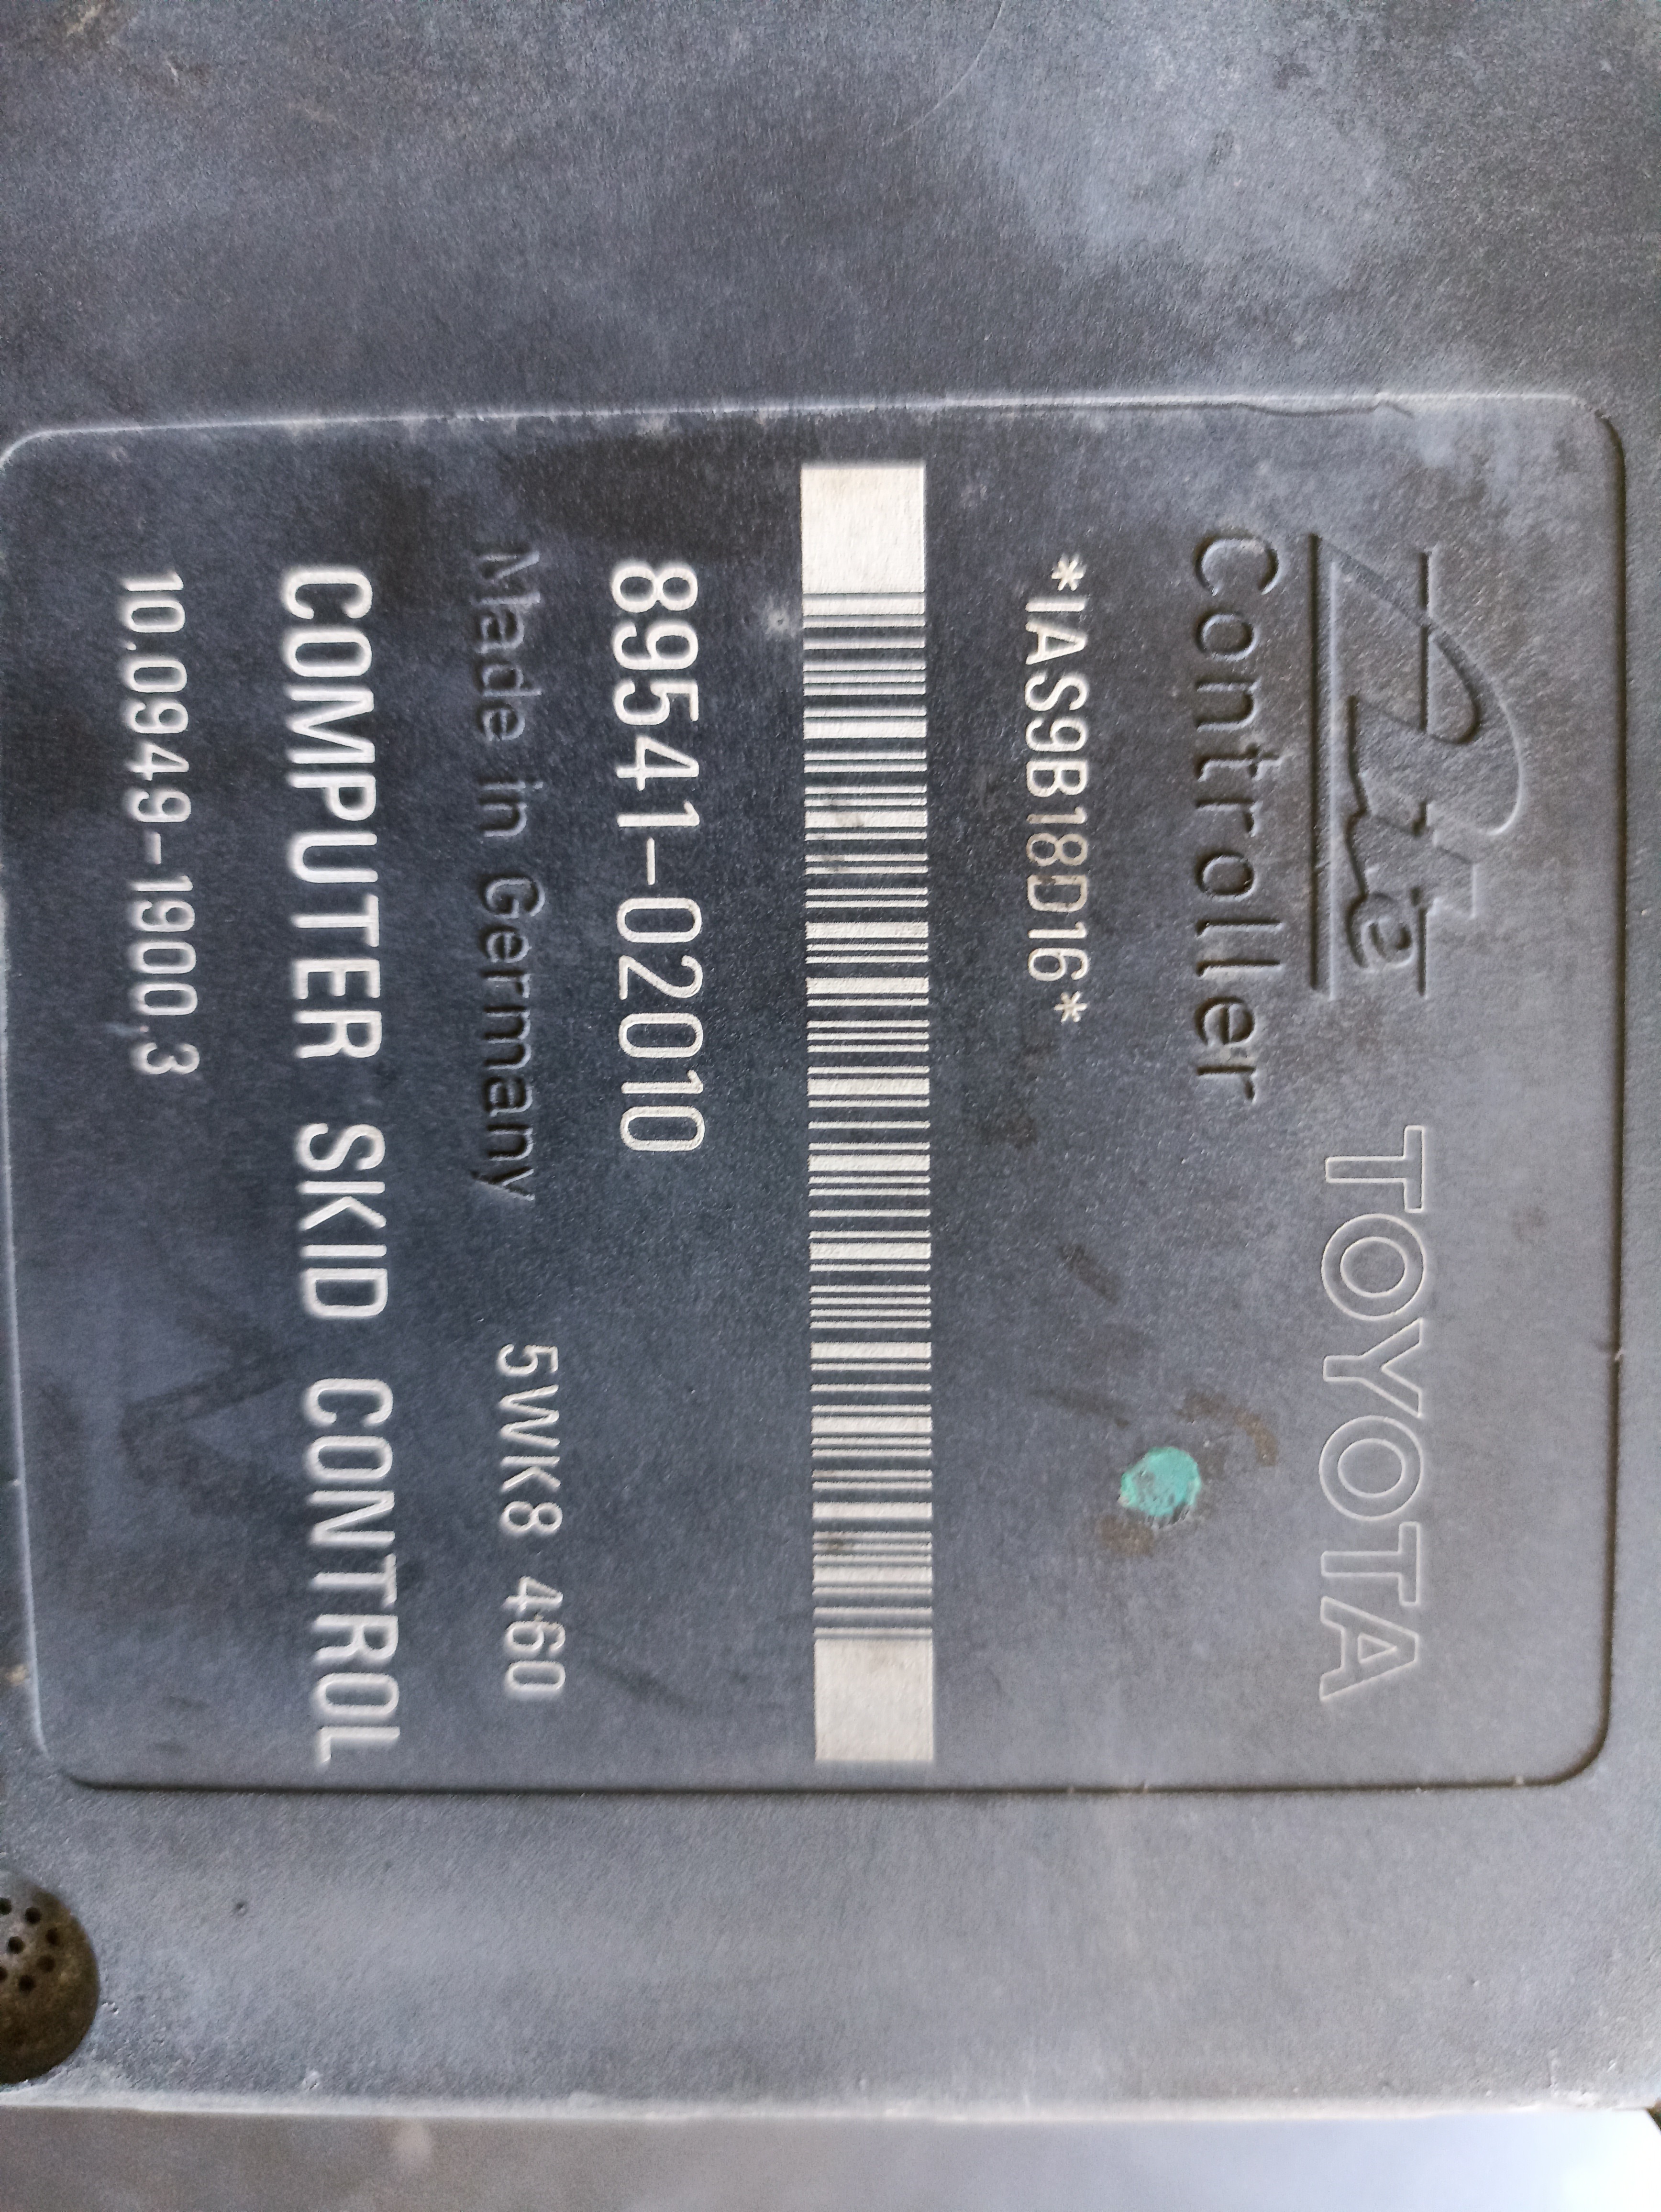 Ate TOYOTA
Controller
*IAS9B18D16*
89541-02010
Made in Germany 5WK8 460
COMPUTER SKID CONTROL
10.0949-1900.3